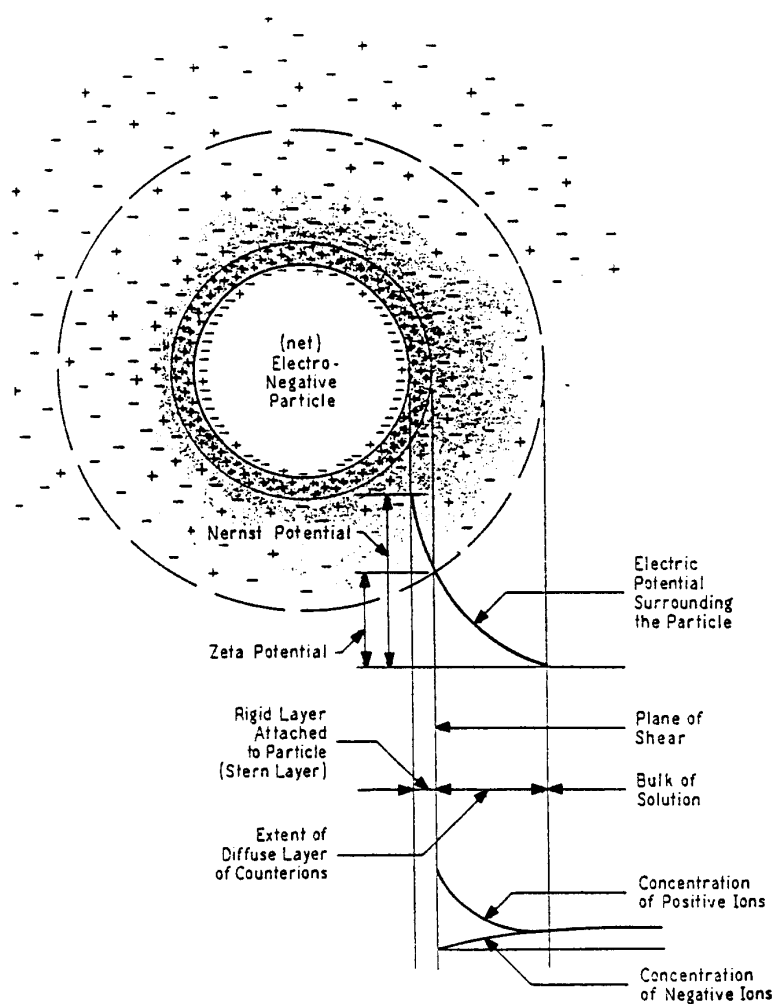 (net)
Electro-
Negative
Particle
Nernst Potential
Electric
Potential
Surrounding
the Particle
Zeta Potential
Rigid Layer
Attached
to Particle
(Stern Layer)
Plane of
Shear
Bulk of
Solution
Extent of
Diffuse Layer
of Counterions
Concentration
of Positive Ions
Concentration
of Negative Ions